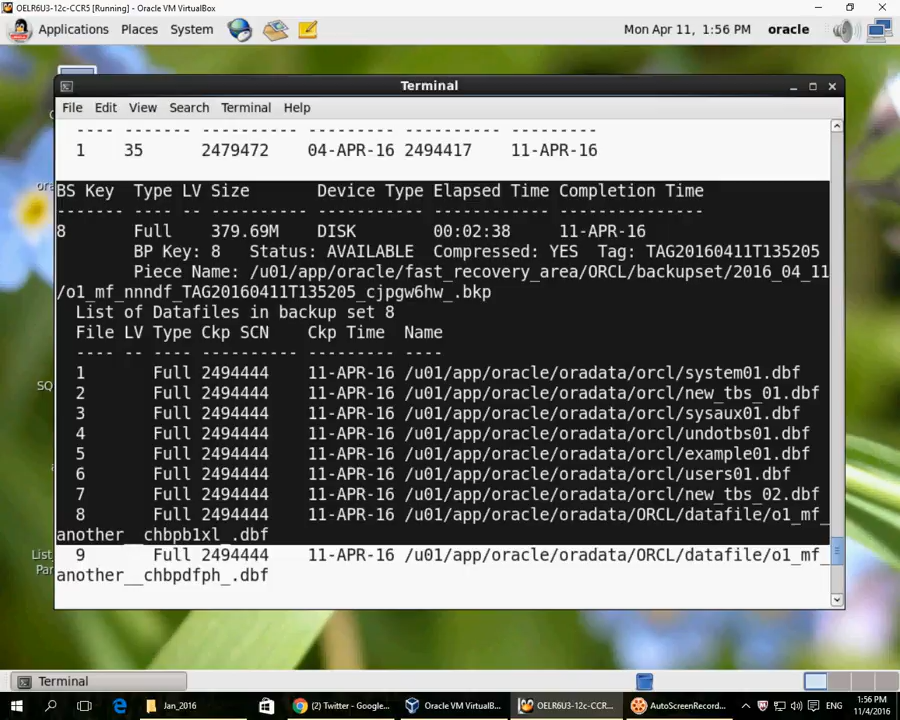 OELR6U3-12c-CCR5 [Running] - Oracle VM VirtualBox
Applications Places System Mon Apr 11, 1:56 PM oracle
Terminal
File Edit View Search Terminal Help
---- ------- ---------- --------- ---------- ---------
1 35 2479472 04-APR-16 2494417 11-APR-16
BS Key Type LV Size Device Type Elapsed Time Completion Time
------- ---- -- ---------- ----------- ------------ ---------------
8 Full 379.69M DISK 00:02:38 11-APR-16
BP Key: 8 Status: AVAILABLE Compressed: YES Tag: TAG20160411T135205
Piece Name: /u01/app/oracle/fast_recovery_area/ORCL/backupset/2016_04_11
/o1_mf_nnndf_TAG20160411T135205_cjpgw6hw_.bkp
List of Datafiles in backup set 8
File LV Type Ckp SCN Ckp Time Name
---- -- ---- ---------- --------- ----
1 Full 2494444 11-APR-16 /u01/app/oracle/oradata/orcl/system01.dbf
2 Full 2494444 11-APR-16 /u01/app/oracle/oradata/orcl/new_tbs_01.dbf
3 Full 2494444 11-APR-16 /u01/app/oracle/oradata/orcl/sysaux01.dbf
4 Full 2494444 11-APR-16 /u01/app/oracle/oradata/orcl/undotbs01.dbf
5 Full 2494444 11-APR-16 /u01/app/oracle/oradata/orcl/example01.dbf
6 Full 2494444 11-APR-16 /u01/app/oracle/oradata/orcl/users01.dbf
7 Full 2494444 11-APR-16 /u01/app/oracle/oradata/orcl/new_tbs_02.dbf
8 Full 2494444 11-APR-16 /u01/app/oracle/oradata/ORCL/datafile/o1_mf_
another__chbpb1xl_.dbf
9 Full 2494444 11-APR-16 /u01/app/oracle/oradata/ORCL/datafile/o1_mf_
another__chbpdfph_.dbf
ora
SQ
List
Par
Terminal
Jan_2016 (2) Twitter - Google... Oracle VM VirtualB... OELR6U3-12c-CCR... AutoScreenRecord... ENG 1:56 PM
11/4/2016